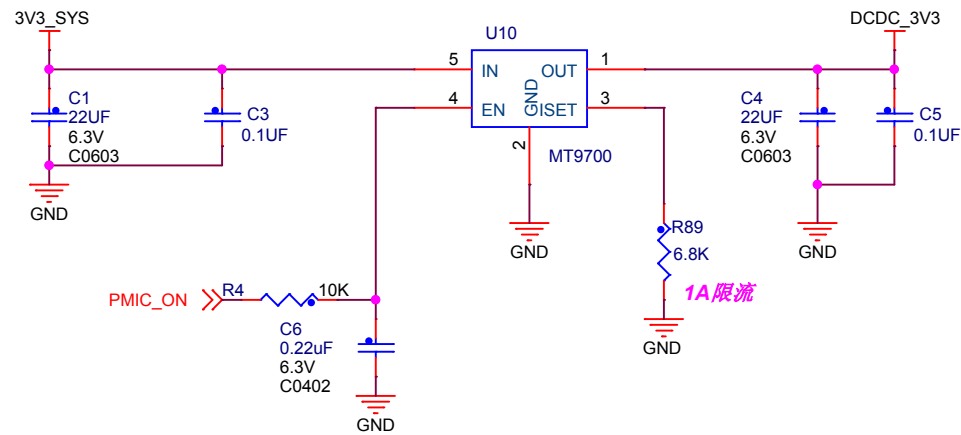 3V3_SYS
DCDC_3V3
U10
5
IN
OUT
1
4
EN
GND
ISET
3
2
MT9700
C1
22UF
6.3V
C0603
C3
0.1UF
C4
22UF
6.3V
C0603
C5
0.1UF
GND
GND
GND
R89
6.8K
1A限流
GND
PMIC_ON
R4
10K
C6
0.22uF
6.3V
C0402
GND